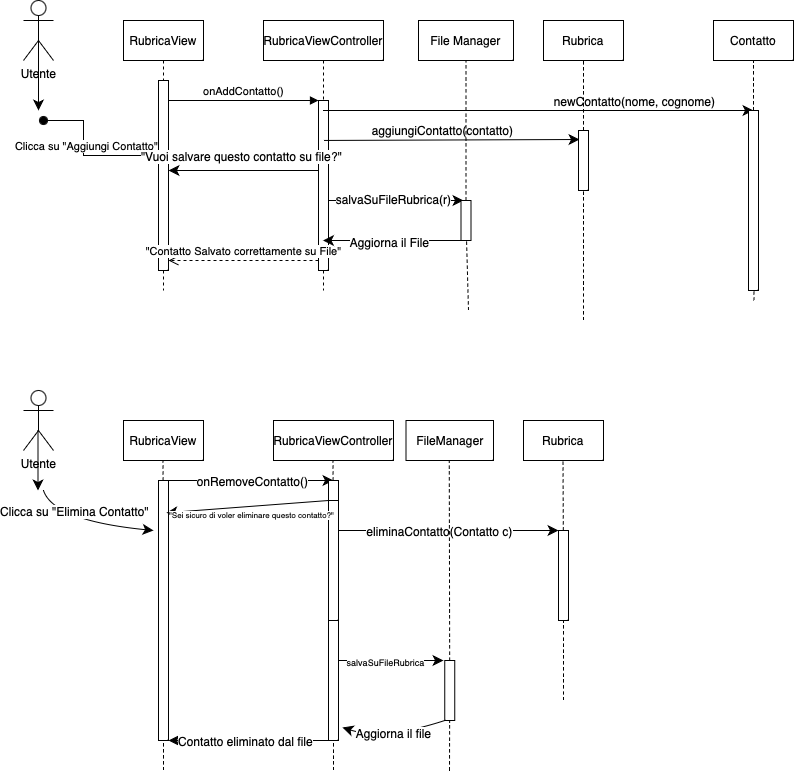 RubricaView
RubricaViewController
File Manager
Rubrica
Contatto
Utente
onAddContatto()
newContatto(nome, cognome)
aggiungiContatto(contatto)
Clicca su "Aggiungi Contatto"
"Vuoi salvare questo contatto su file?"
salvaSuFileRubrica(r)
Aggiorna il File
"Contatto Salvato correttamente su File"
RubricaView
RubricaViewController
FileManager
Rubrica
Utente
onRemoveContatto()
Clicca su "Elimina Contatto"
"Sei sicuro di voler eliminare questo contatto?"
eliminaContatto(Contatto c)
salvaSuFileRubrica
Aggiorna il file
Contatto eliminato dal file